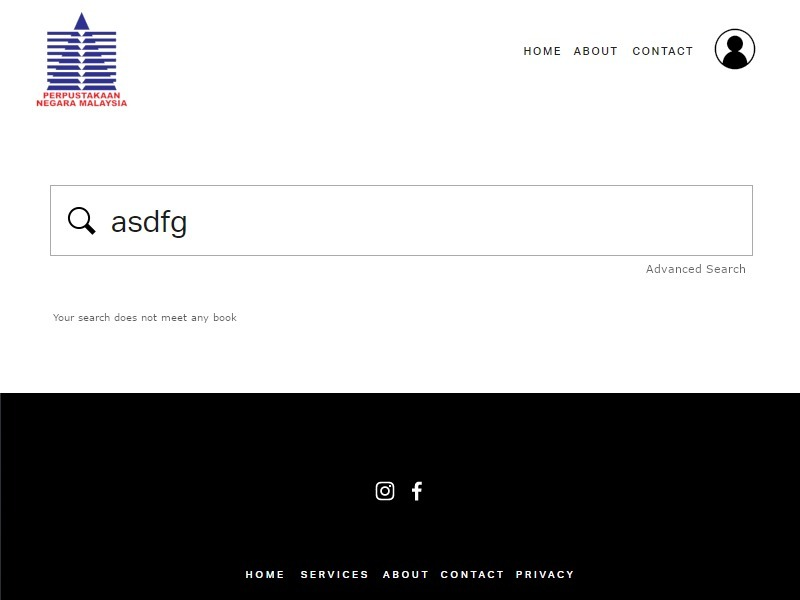 PERPUSTAKAAN
NEGARA MALAYSIA
HOME ABOUT CONTACT
asdfg
Advanced Search
Your search does not meet any book
HOME SERVICES ABOUT CONTACT PRIVACY